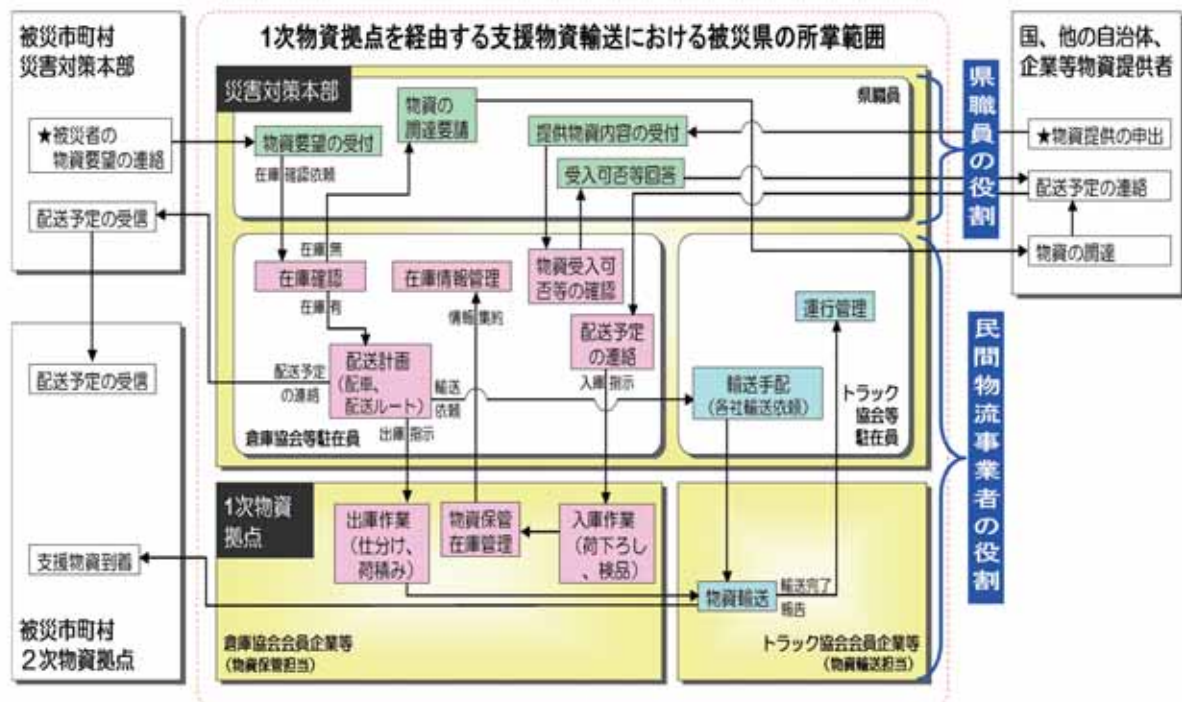 1次物資拠点を経由する支援物資輸送における被災県の所掌範囲
被災市町村
災害対策本部
★被災者の
物資要望の連絡
配送予定の受信
配送予定の受信
支援物資到着
被災市町村
2次物資拠点
災害対策本部
県職員
物資要望の受付
物資の
調達要請
提供物資内容の受付
受入可否等回答
在庫確認依頼
在庫無
在庫確認
在庫有
在庫情報管理
情報集約
物資受入可
否等の確認
配送予定
の連絡
入庫指示
配送計画
(配車、
配送ルート)
配送予定
の連絡
輸送
依頼
出庫指示
倉庫協会等駐在員
運行管理
輸送手配
(各社輸送依頼)
トラック
協会等
駐在員
1次物資
拠点
出庫作業
(仕分け、
荷積み)
物資保管
在庫管理
入庫作業
(荷下ろし
、検品)
倉庫協会会員企業等
(物資保管担当)
物資輸送
輸送完了
報告
トラック協会会員企業等
(物資輸送担当)
県職員の役割
民間物流事業者の役割
国、他の自治体、
企業等物資提供者
★物資提供の申出
配送予定の連絡
物資の調達